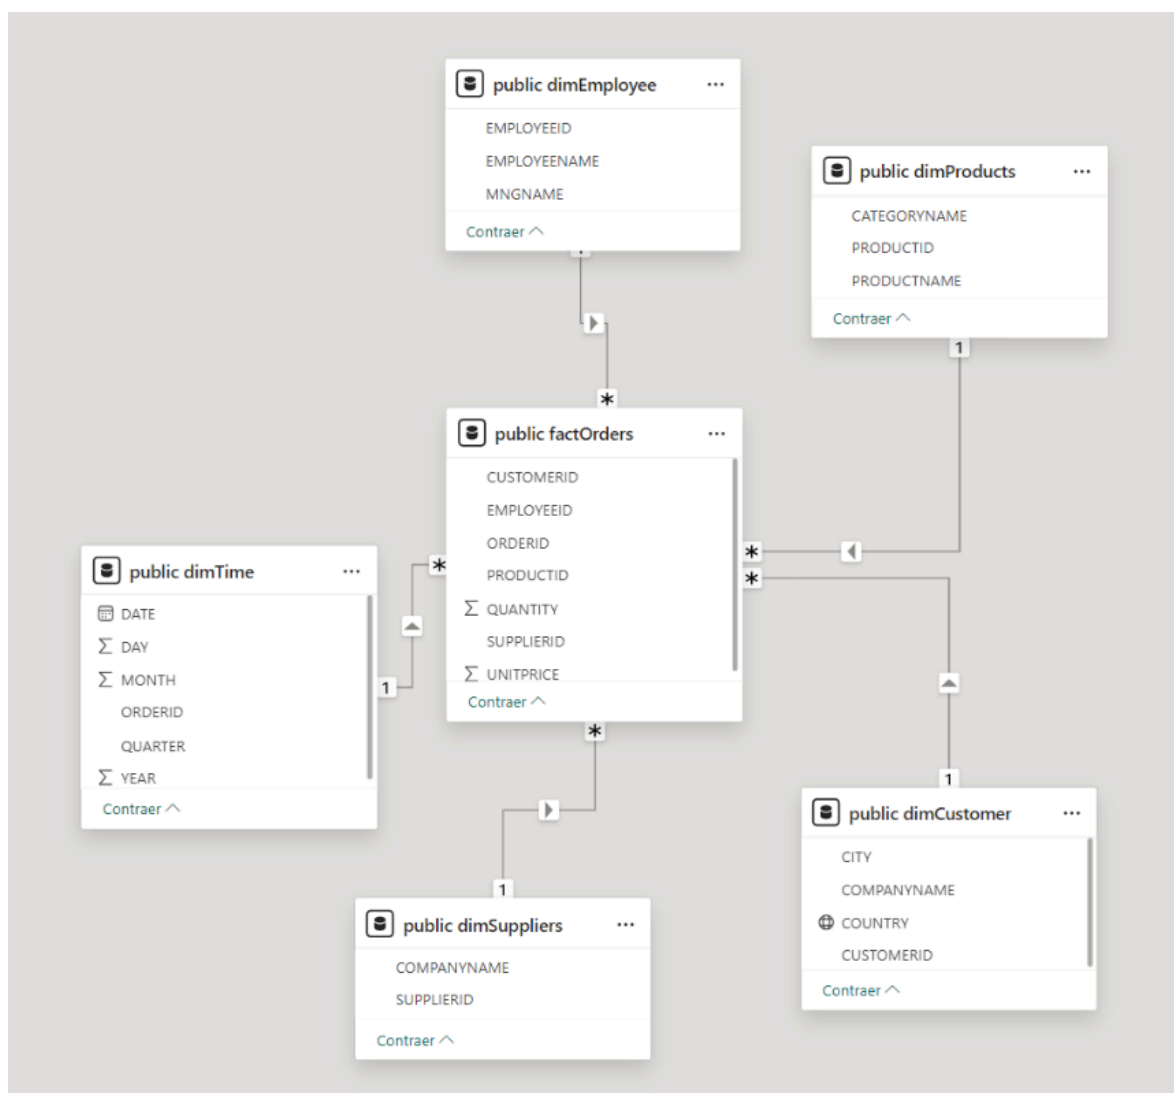 public dimEmployee
EMPLOYEEID
EMPLOYEENAME
MNGNAME
Contraer
public dimProducts
CATEGORYNAME
PRODUCTID
PRODUCTNAME
Contraer
1
1
*
public factOrders
CUSTOMERID
EMPLOYEEID
ORDERID
PRODUCTID
∑ QUANTITY
SUPPLIERID
∑ UNITPRICE
Contraer
*
*
*
*
public dimTime
DATE
∑ DAY
∑ MONTH
ORDERID
QUARTER
∑ YEAR
Contraer
1
1
public dimSuppliers
COMPANYNAME
SUPPLIERID
Contraer
1
public dimCustomer
CITY
COMPANYNAME
COUNTRY
CUSTOMERID
Contraer